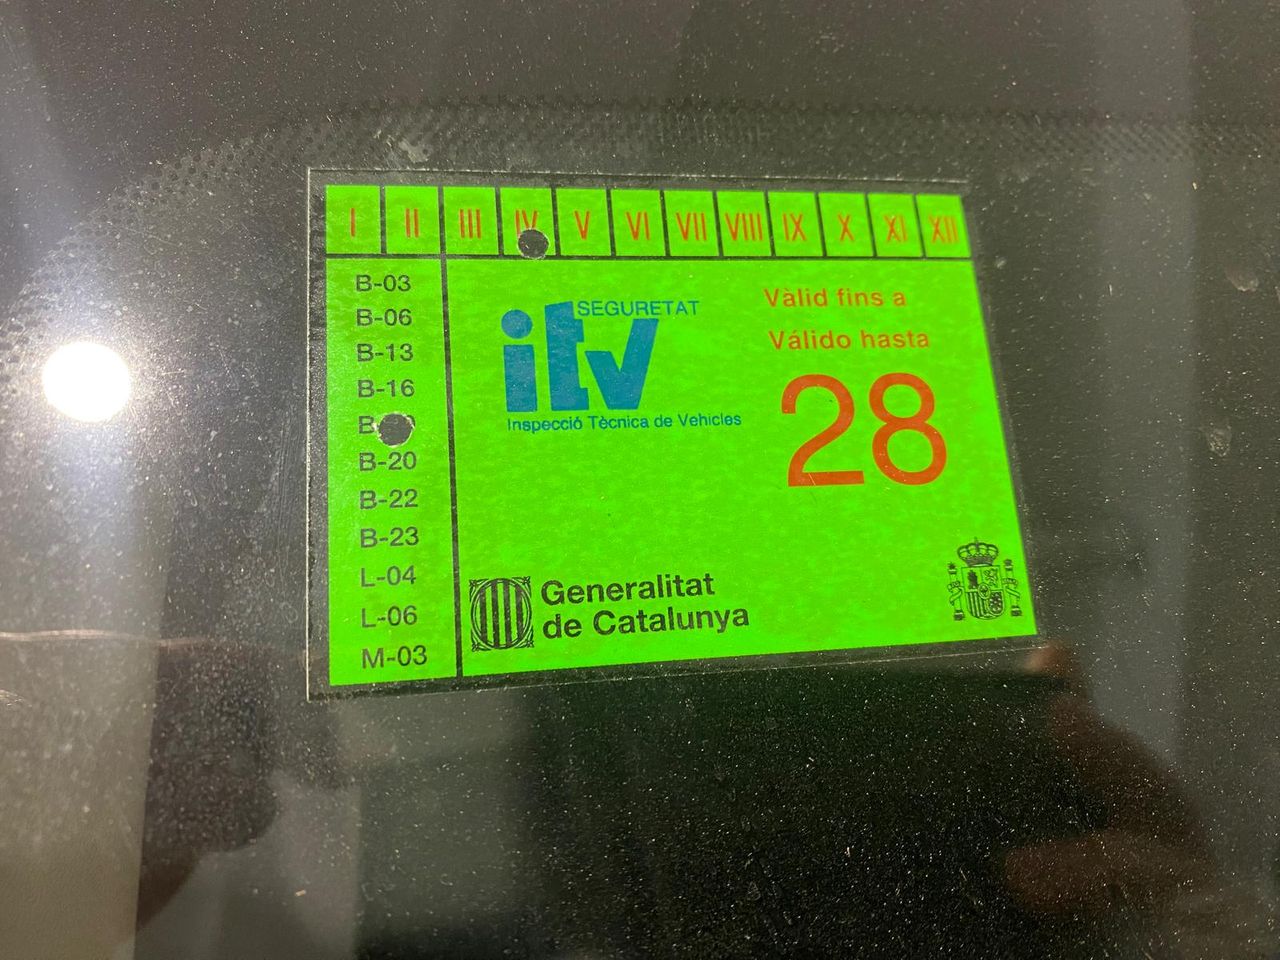 I II III IV V VI VII VIII IX X XI XII
B-03
B-06
B-13
B-16
B-20
B-22
B-23
L-04
L-06
M-03
SEGURETAT
itv
Inspecció Tècnica de Vehicles
Vàlid fins a
Válido hasta
28
Generalitat
de Catalunya